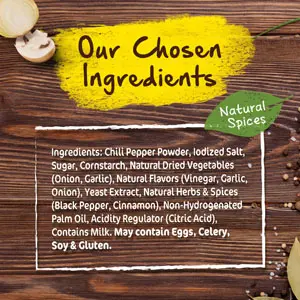 Our Chosen
Ingredients
Natural
Spices
Ingredients: Chili Pepper Powder, Iodized Salt,
Sugar, Cornstarch, Natural Dried Vegetables
(Onion, Garlic), Natural Flavors (Vinegar, Garlic,
Onion), Yeast Extract, Natural Herbs & Spices
(Black Pepper, Cinnamon), Non-Hydrogenated
Palm Oil, Acidity Regulator (Citric Acid),
Contains Milk. May contain Eggs, Celery,
Soy & Gluten.